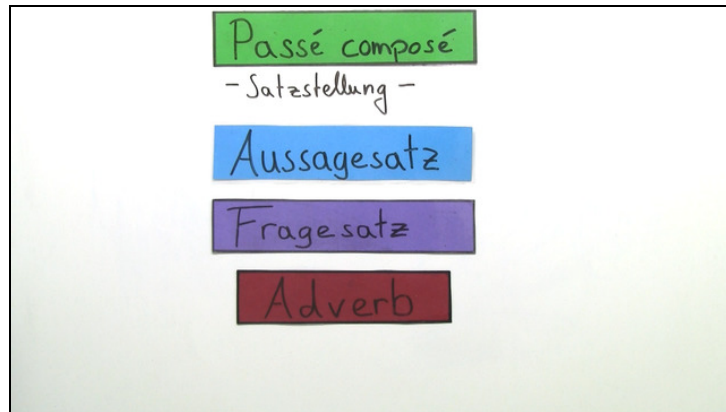 Passé composé
- Satzstellung -
Aussagesatz
Fragesatz
Adverb